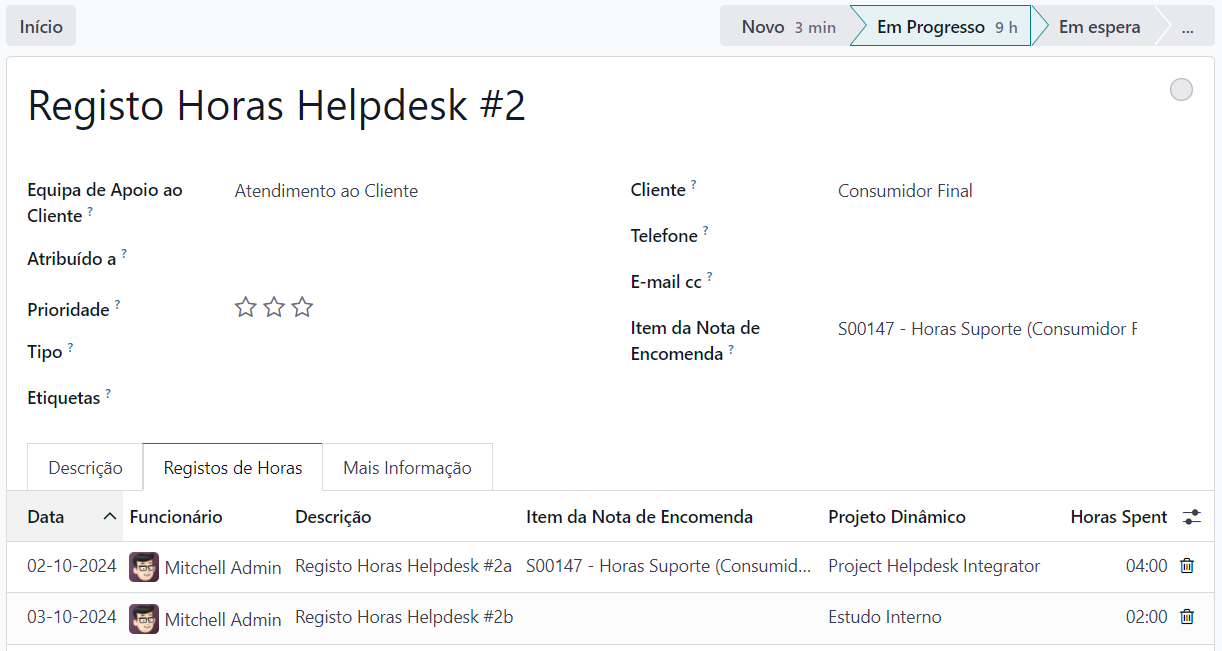 Início
Novo 3 min Em Progresso 9 h Em espera ...
Registo Horas Helpdesk #2
Equipa de Apoio ao Cliente ? Atendimento ao Cliente
Atribuído a ?
Prioridade ?
Tipo ?
Etiquetas ?
Cliente ? Consumidor Final
Telefone ?
E-mail cc ?
Item da Nota de Encomenda ? S00147 - Horas Suporte (Consumidor F
Descrição Registos de Horas Mais Informação
Data Funcionário Descrição Item da Nota de Encomenda Projeto Dinâmico Horas Spent
02-10-2024 Mitchell Admin Registo Horas Helpdesk #2a S00147 - Horas Suporte (Consumid... Project Helpdesk Integrator 04:00
03-10-2024 Mitchell Admin Registo Horas Helpdesk #2b Estudo Interno 02:00